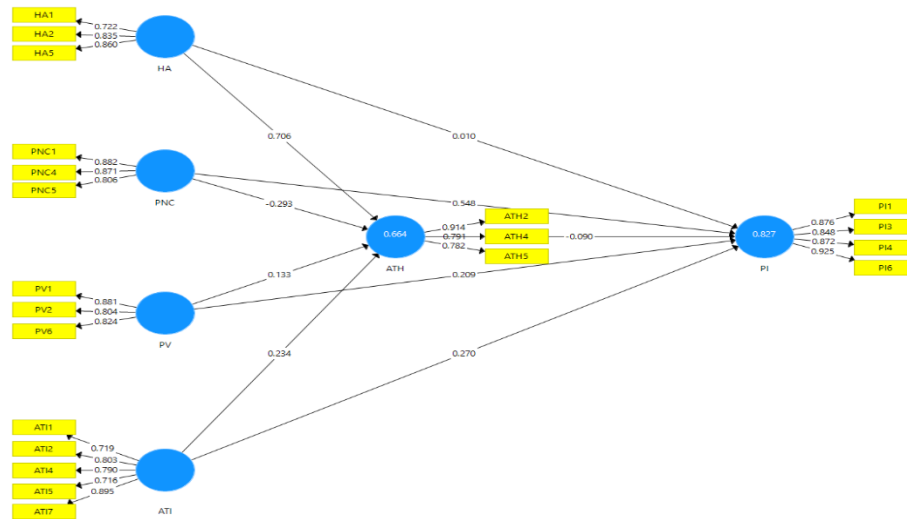 HA1
HA2
HA5
0.722
0.835
0.860
HA
0.706
0.010
PNC1
PNC4
PNC5
0.882
0.871
0.806
PNC
-0.293
0.548
0.664
ATH
ATH2
ATH4
ATH5
0.914
0.791
0.782
-0.090
0.827
PI
PI1
PI3
PI4
PI6
0.876
0.848
0.872
0.925
PV1
PV2
PV6
0.881
0.804
0.824
PV
0.133
0.209
0.234
0.270
ATI1
ATI2
ATI4
ATI5
ATI7
0.719
0.803
0.790
0.716
0.895
ATI